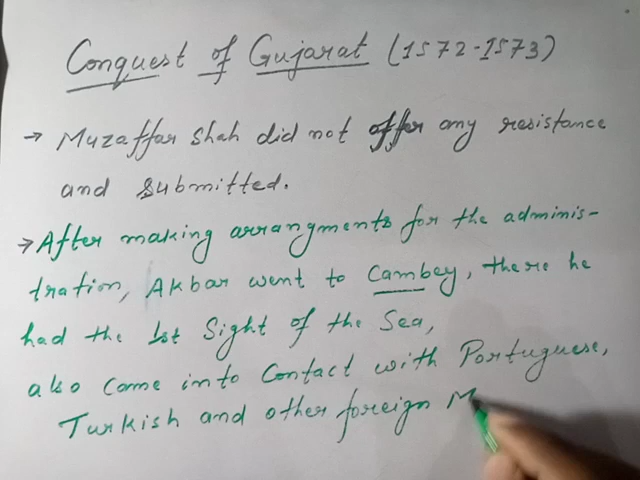 Conquest of Gujarat (1572-1573)
→ Muzaffar Shah did not offer any resistance
and submitted.
→ After making arrangments for the adminis-
tration, Akbar went to Cambey, there he
had the 1st Sight of the Sea,
also come into Contact with Portuguese,
Turkish and other foreign M